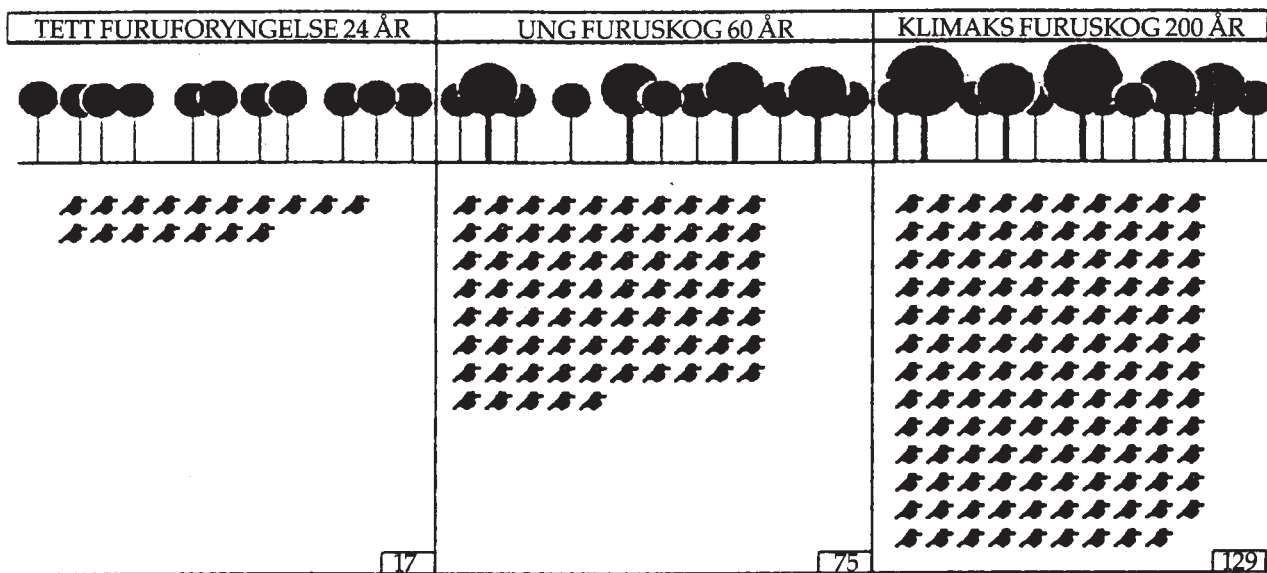 TETT FURUFORYNGELSE 24 ÅR
UNG FURUSKOG 60 ÅR
KLIMAKS FURUSKOG 200 ÅR
17
75
129